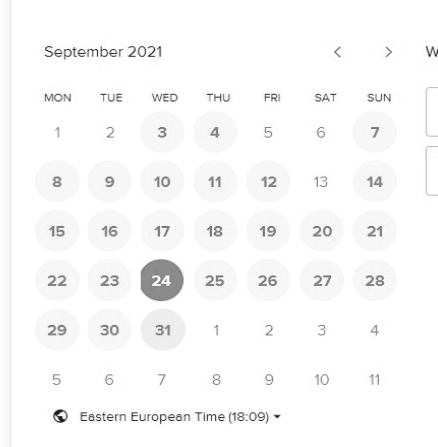 September 2021 < > W
MON TUE WED THU FRI SAT SUN
1 2 3 4 5 6 7
8 9 10 11 12 13 14
15 16 17 18 19 20 21
22 23 24 25 26 27 28
29 30 31 1 2 3 4
5 6 7 8 9 10 11
Eastern European Time (18:09)